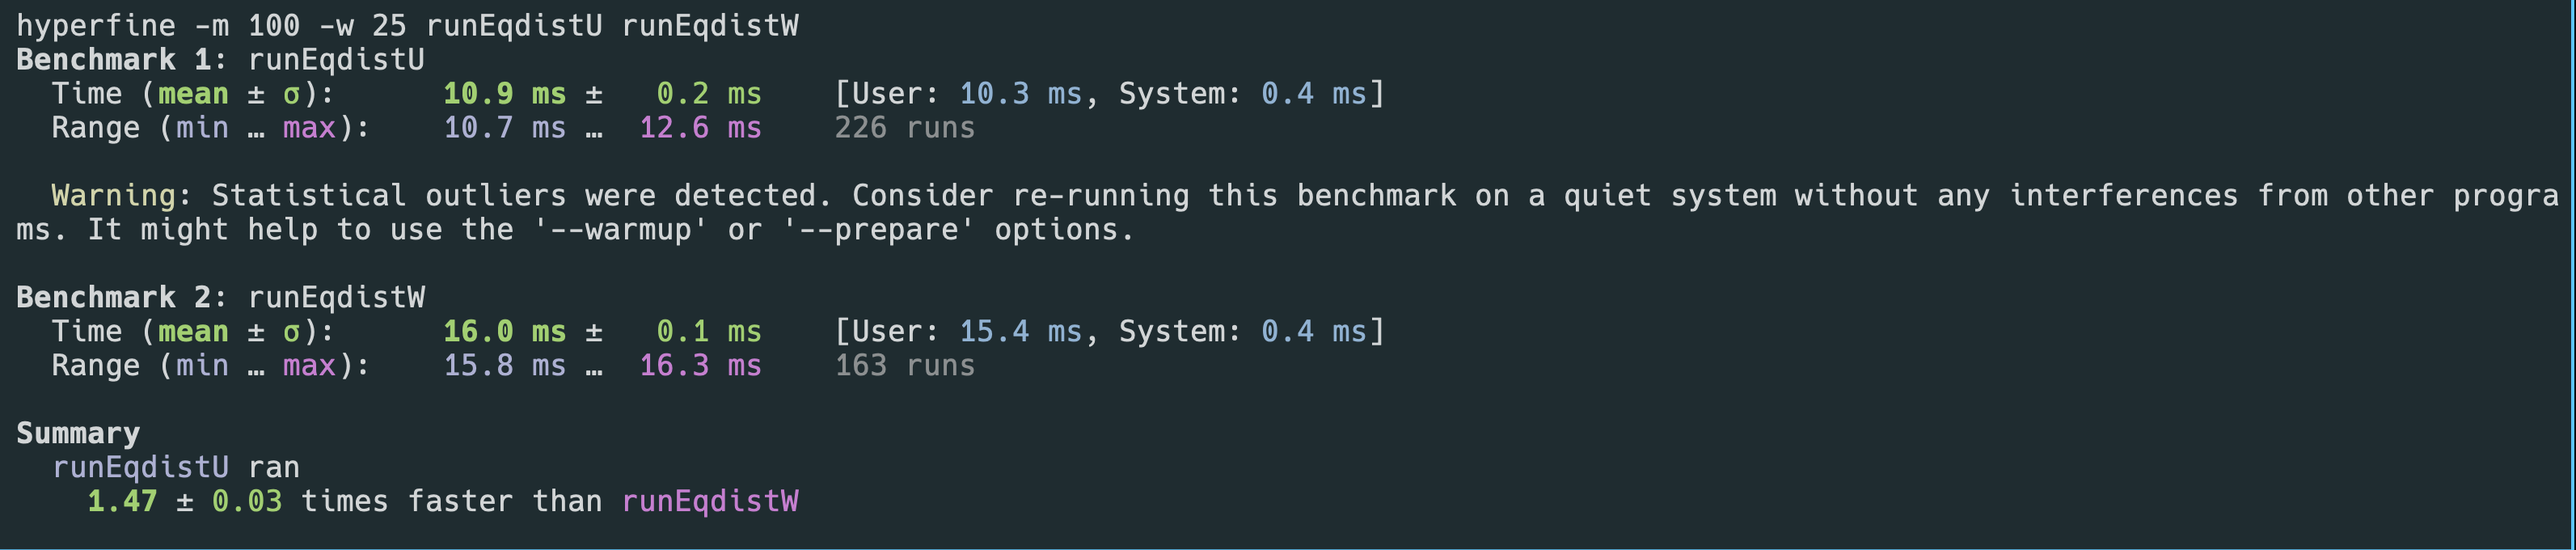 hyperfine -m 100 -w 25 runEqdistU runEqdistW
Benchmark 1: runEqdistU
  Time (mean ± σ):      10.9 ms ±   0.2 ms    [User: 10.3 ms, System: 0.4 ms]
  Range (min … max):    10.7 ms …  12.6 ms    226 runs

  Warning: Statistical outliers were detected. Consider re-running this benchmark on a quiet system without any interferences from other progra
ms. It might help to use the '--warmup' or '--prepare' options.

Benchmark 2: runEqdistW
  Time (mean ± σ):      16.0 ms ±   0.1 ms    [User: 15.4 ms, System: 0.4 ms]
  Range (min … max):    15.8 ms …  16.3 ms    163 runs

Summary
  runEqdistU ran
    1.47 ± 0.03 times faster than runEqdistW